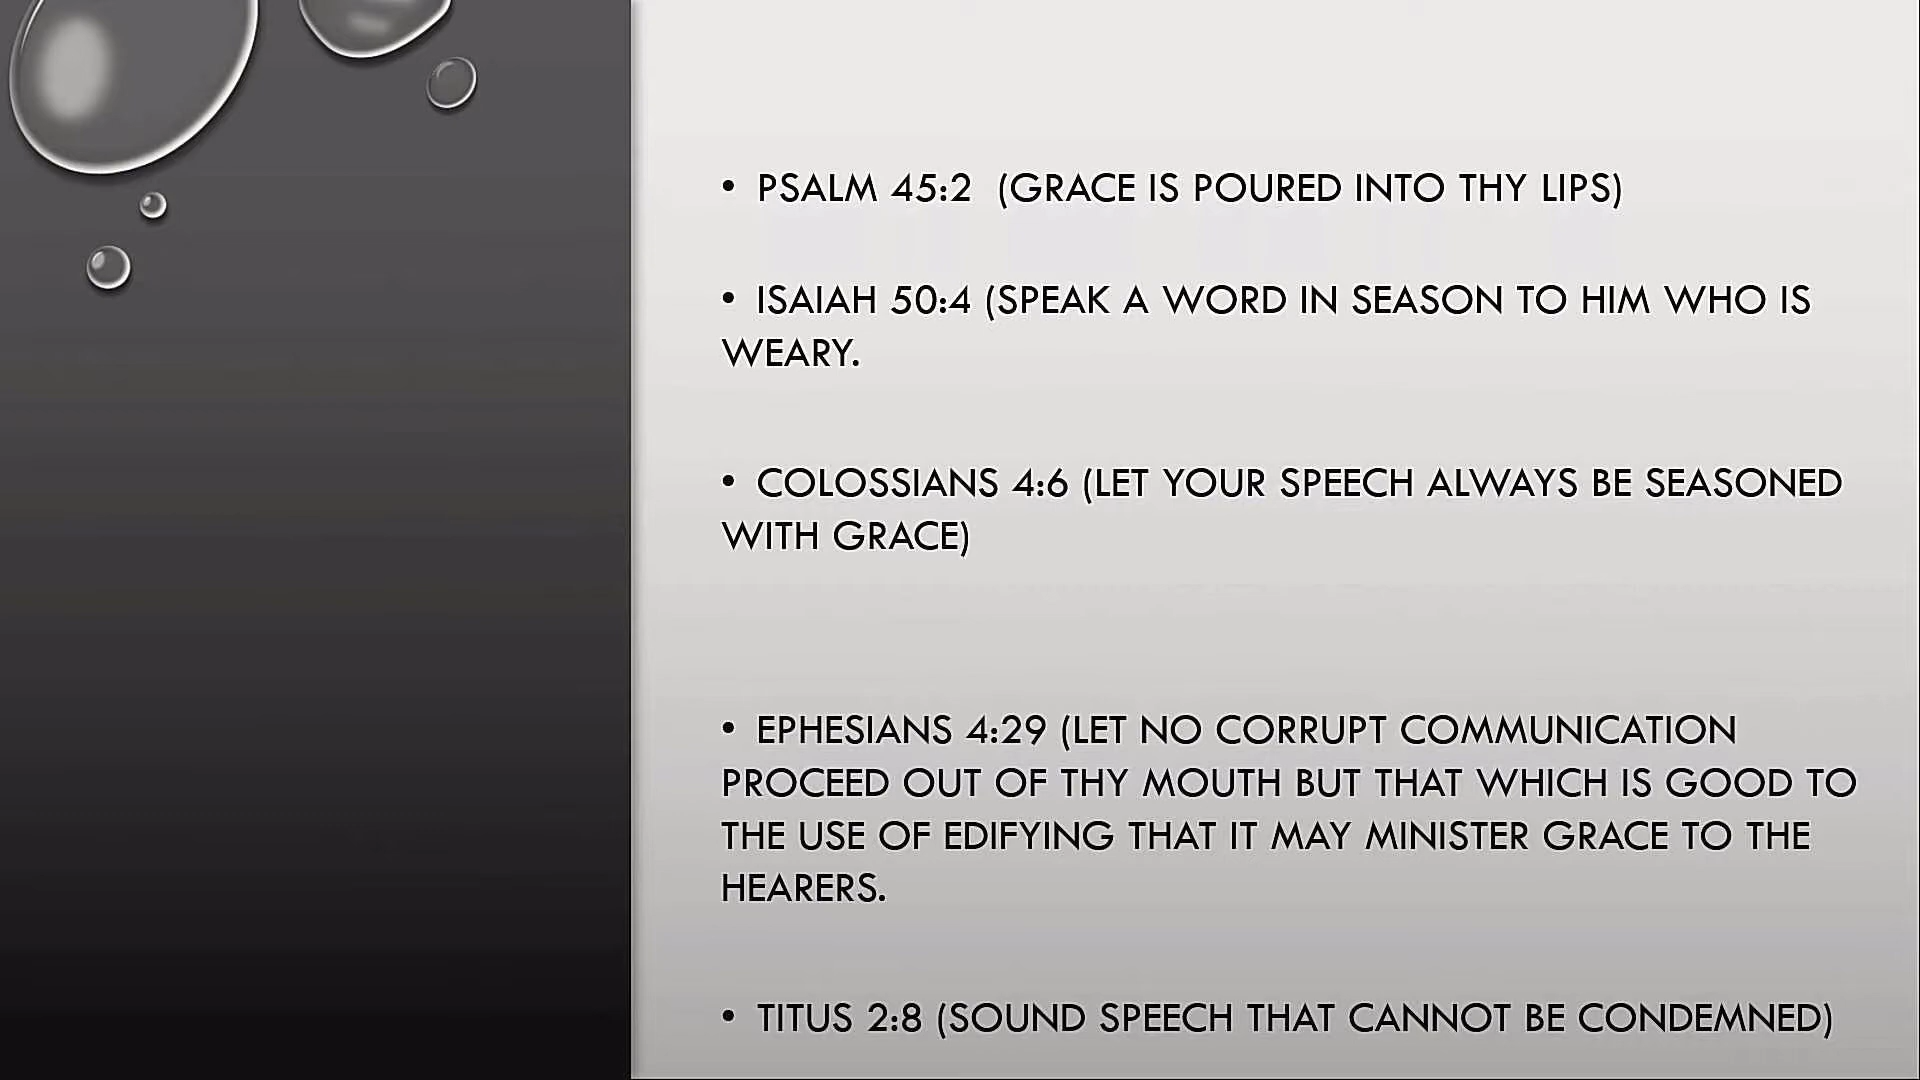 • PSALM 45:2  (GRACE IS POURED INTO THY LIPS)
• ISAIAH 50:4 (SPEAK A WORD IN SEASON TO HIM WHO IS
WEARY.
• COLOSSIANS 4:6 (LET YOUR SPEECH ALWAYS BE SEASONED
WITH GRACE)
• EPHESIANS 4:29 (LET NO CORRUPT COMMUNICATION
PROCEED OUT OF THY MOUTH BUT THAT WHICH IS GOOD TO
THE USE OF EDIFYING THAT IT MAY MINISTER GRACE TO THE
HEARERS.
• TITUS 2:8 (SOUND SPEECH THAT CANNOT BE CONDEMNED)